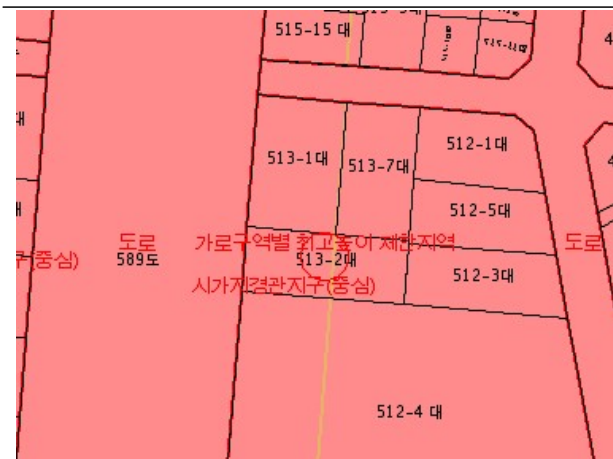 515-15 대
513-1대
513-7대
512-1대
512-5대
도로
가로구역별 최고높이 제한지역
도로
(중심)
589도
513-2대
512-3대
시가지경관지구(중심)
512-4 대